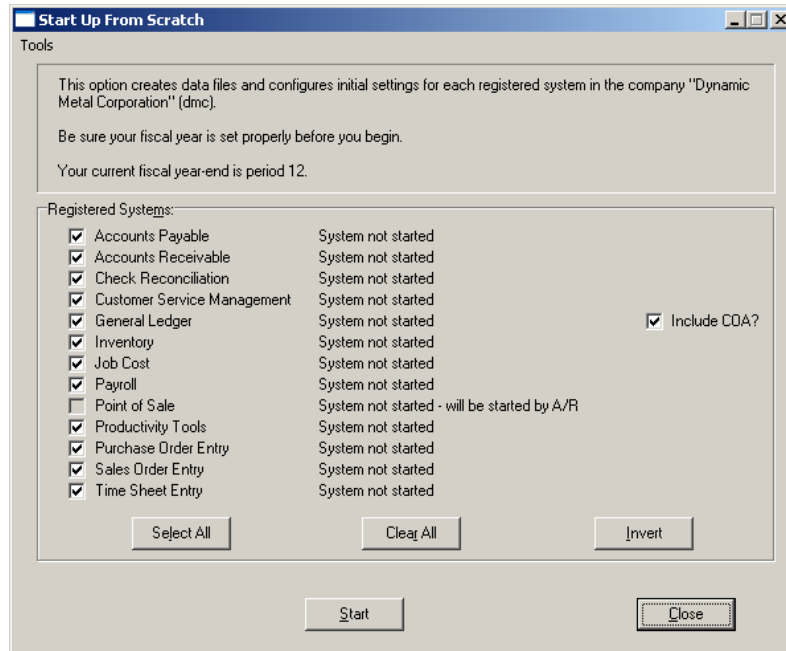 Start Up From Scratch
Tools
This option creates data files and configures initial settings for each registered system in the company "Dynamic
Metal Corporation" (dmc).
Be sure your fiscal year is set properly before you begin.
Your current fiscal year-end is period 12.
Registered Systems:
Accounts Payable System not started
Accounts Receivable System not started
Check Reconciliation System not started
Customer Service Management System not started
General Ledger System not started Include COA?
Inventory System not started
Job Cost System not started
Payroll System not started
Point of Sale System not started - will be started by A/R
Productivity Tools System not started
Purchase Order Entry System not started
Sales Order Entry System not started
Time Sheet Entry System not started
Select All Clear All Invert
Start Close